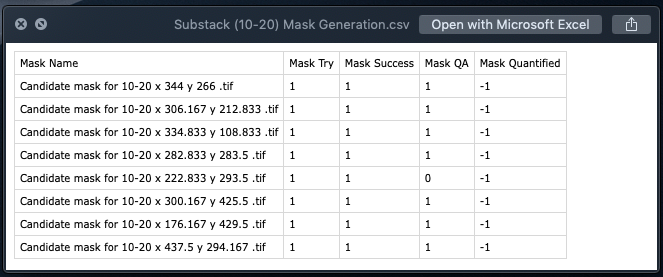 Substack (10-20) Mask Generation.csv Open with Microsoft Excel
Mask Name Mask Try Mask Success Mask QA Mask Quantified
Candidate mask for 10-20 x 344 y 266 .tif 1 1 1 -1
Candidate mask for 10-20 x 306.167 y 212.833 .tif 1 1 1 -1
Candidate mask for 10-20 x 334.833 y 108.833 .tif 1 1 1 -1
Candidate mask for 10-20 x 282.833 y 283.5 .tif 1 1 1 -1
Candidate mask for 10-20 x 222.833 y 293.5 .tif 1 1 0 -1
Candidate mask for 10-20 x 300.167 y 425.5 .tif 1 1 1 -1
Candidate mask for 10-20 x 176.167 y 429.5 .tif 1 1 1 -1
Candidate mask for 10-20 x 437.5 y 294.167 .tif 1 1 1 -1